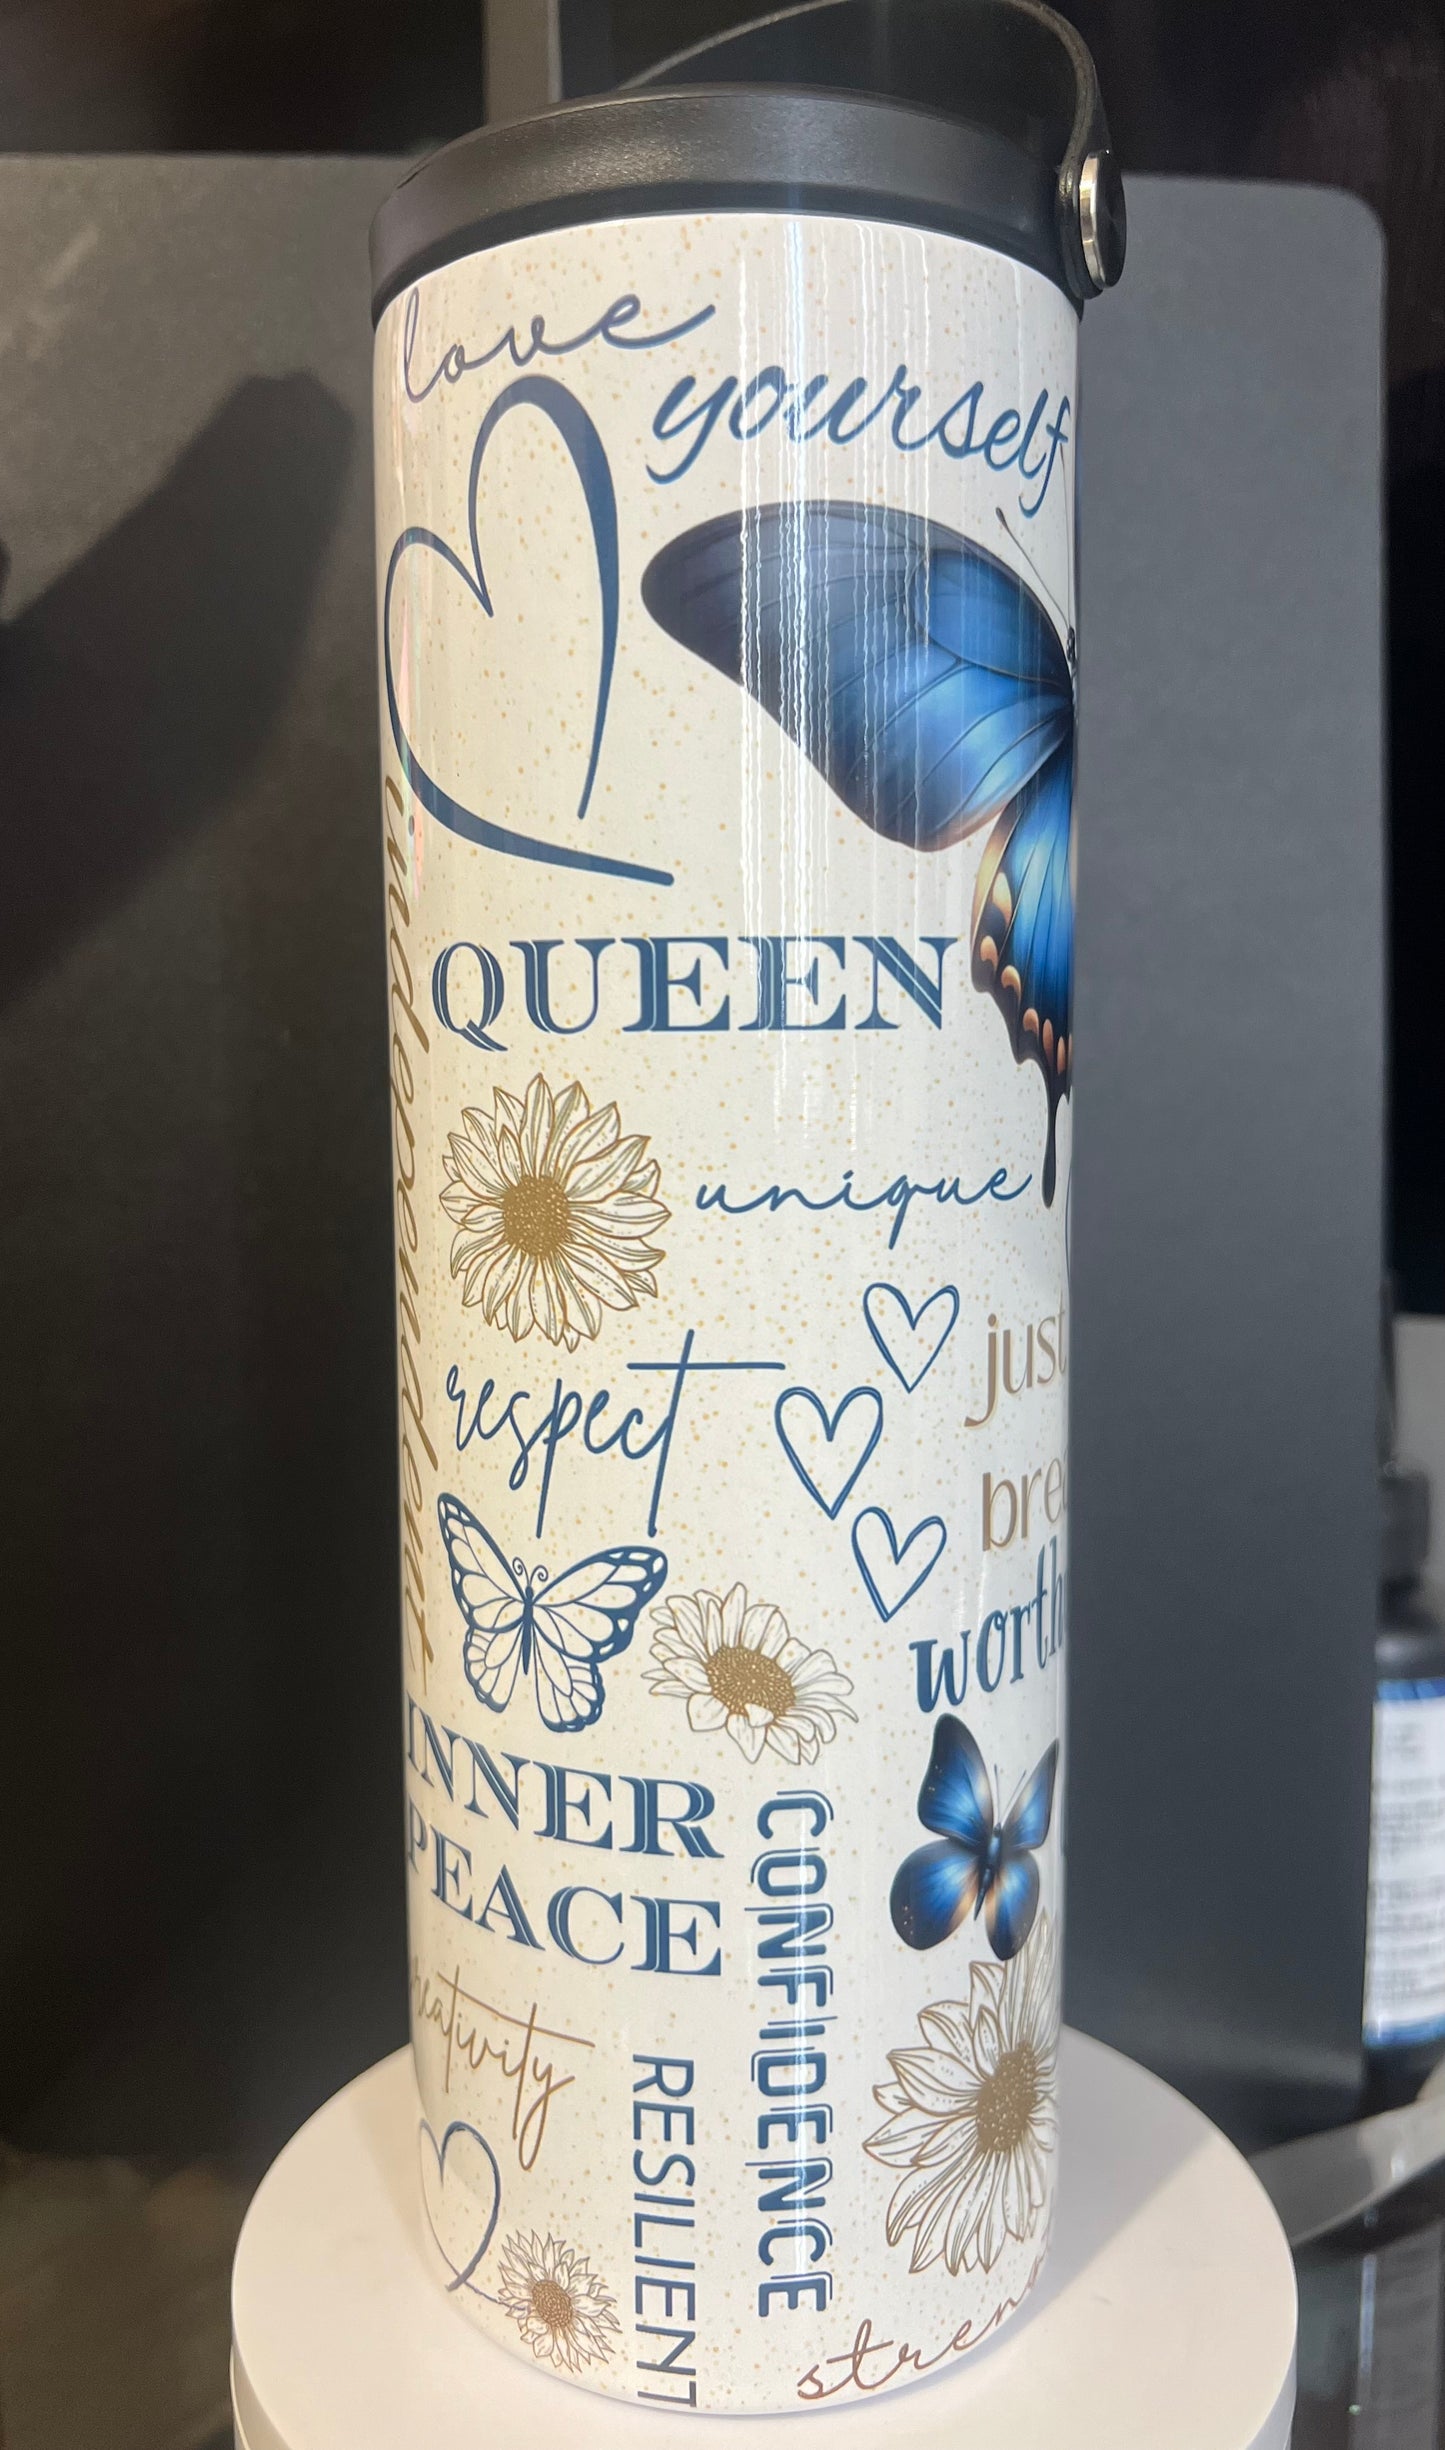 love
yourself
independent
QUEEN
unique
respect
just
worth
INNER
PEACE
CONFIDENCE
creativity
RESILIENT